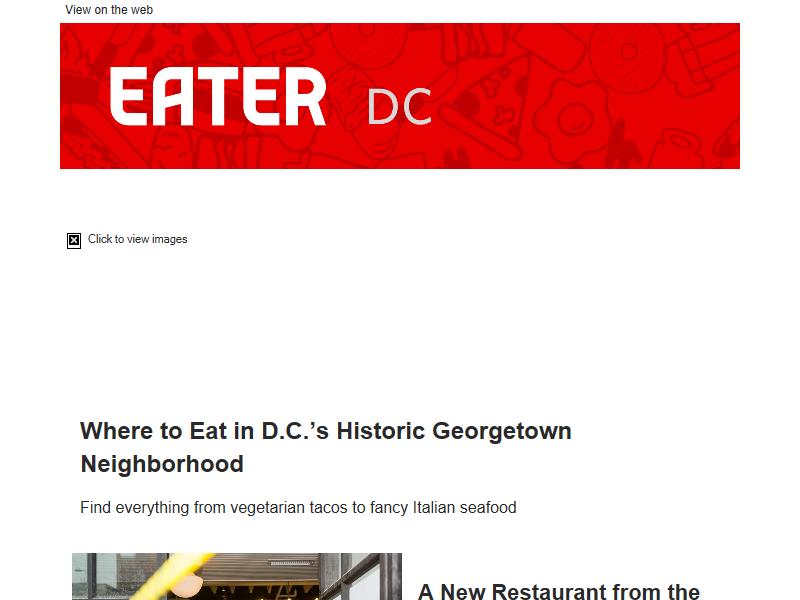 View on the web
EATER DC
Click to view images
Where to Eat in D.C.’s Historic Georgetown
Neighborhood
Find everything from vegetarian tacos to fancy Italian seafood
A New Restaurant from the